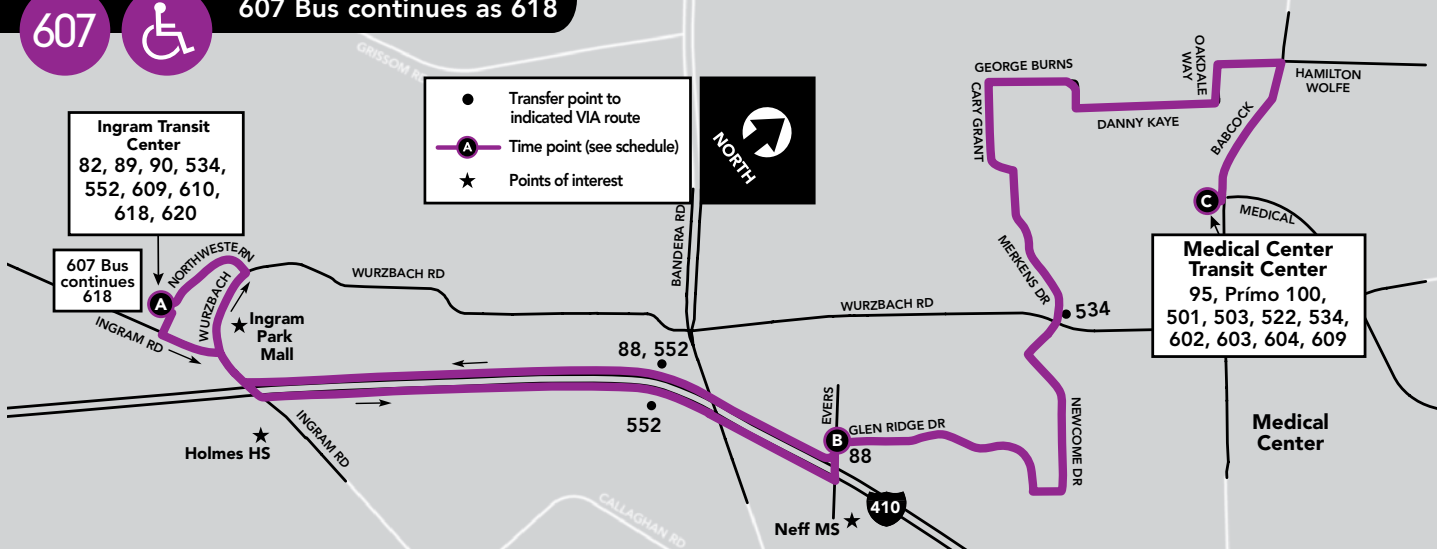 607
607 Bus continues as 618
GRISSOM RD
Transfer point to
indicated VIA route
A
Time point (see schedule)
Points of interest
NORTH
Ingram Transit
Center
82, 89, 90, 534,
552, 609, 610,
618, 620
607 Bus
continues
618
A
NORTHWESTERN
WURZBACH
INGRAM RD
Ingram
Park
Mall
WURZBACH RD
BANDERA RD
WURZBACH RD
88, 552
552
Holmes HS
INGRAM RD
CALLAGHAN RD
EVERS
B
GLEN RIDGE DR
88
Neff MS
410
NEWCOME DR
534
MERKENS DR
CARY GRANT
GEORGE BURNS
DANNY KAYE
OAKDALE
WAY
HAMILTON
WOLFE
BABCOCK
C
MEDICAL
Medical Center
Transit Center
95, Prímo 100,
501, 503, 522, 534,
602, 603, 604, 609
Medical
Center